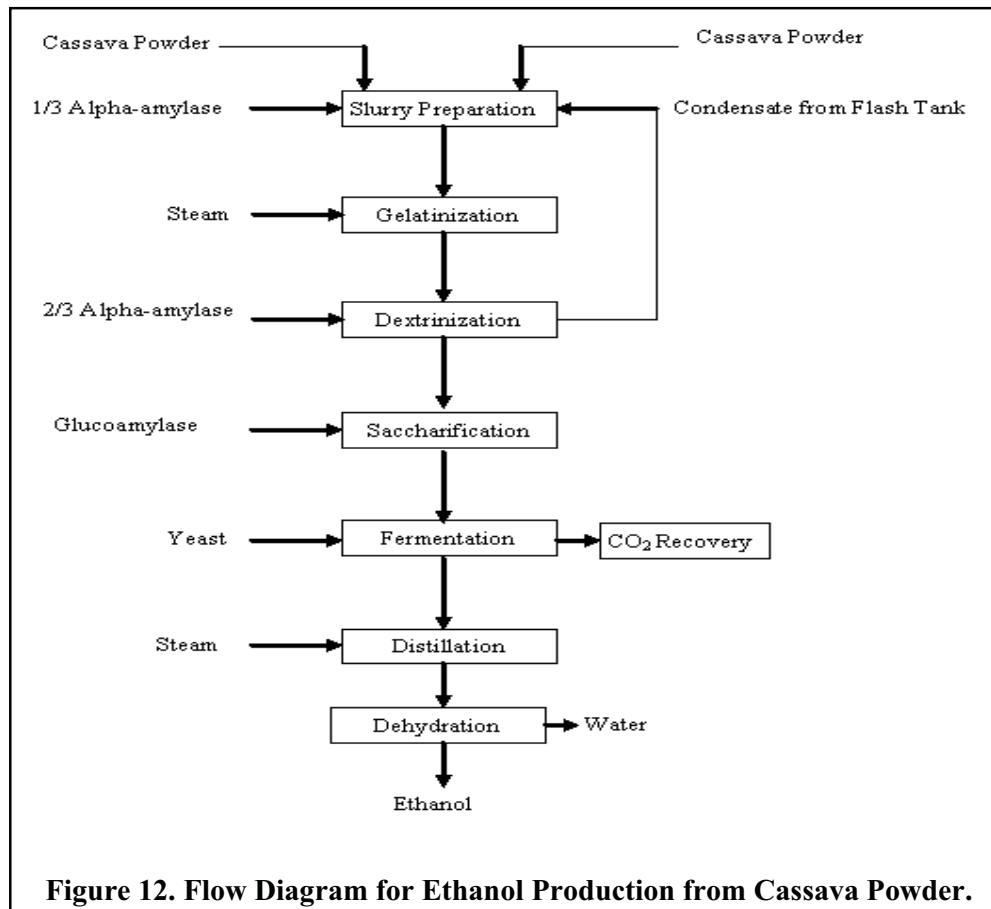 Cassava Powder
Cassava Powder
1/3 Alpha-amylase
Slurry Preparation
Condensate from Flash Tank
Steam
Gelatinization
2/3 Alpha-amylase
Dextrinization
Glucoamylase
Saccharification
Yeast
Fermentation
CO₂ Recovery
Steam
Distillation
Dehydration
Water
Ethanol
Figure 12. Flow Diagram for Ethanol Production from Cassava Powder.